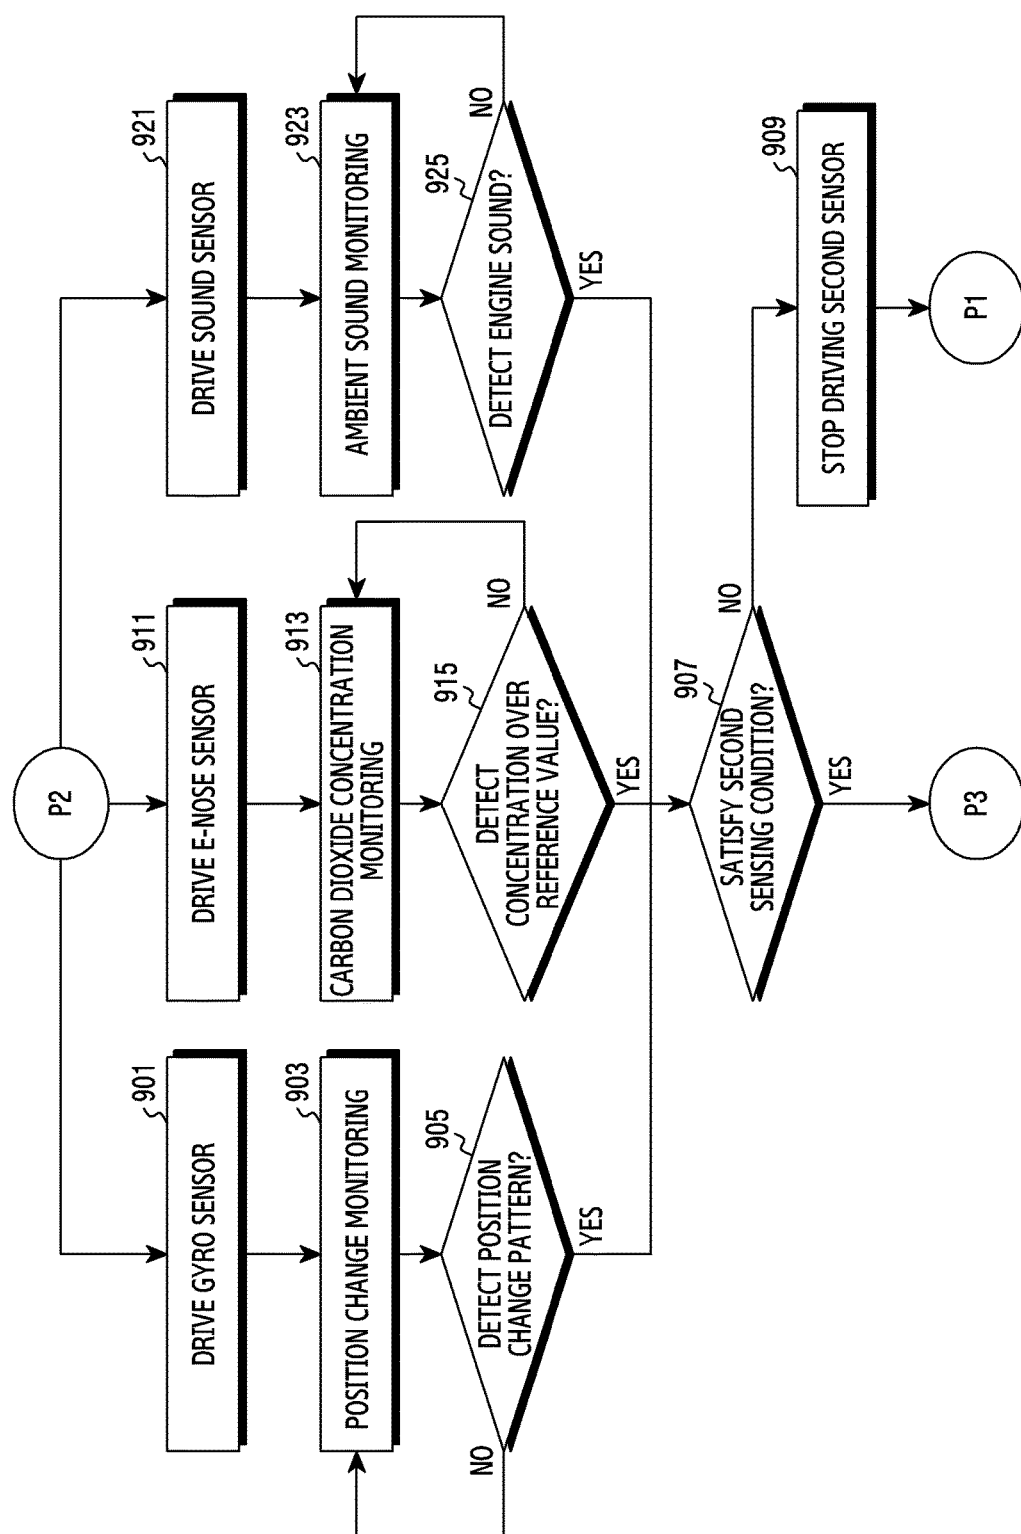 P2
901
DRIVE GYRO SENSOR
903
POSITION CHANGE MONITORING
905
DETECT POSITION
CHANGE PATTERN?
NO
YES
911
DRIVE E-NOSE SENSOR
913
CARBON DIOXIDE CONCENTRATION
MONITORING
915
DETECT
CONCENTRATION OVER
REFERENCE VALUE?
NO
YES
921
DRIVE SOUND SENSOR
923
AMBIENT SOUND MONITORING
925
DETECT ENGINE SOUND?
NO
YES
907
SATISFY SECOND
SENSING CONDITION?
NO
YES
909
STOP DRIVING SECOND SENSOR
P3
P1